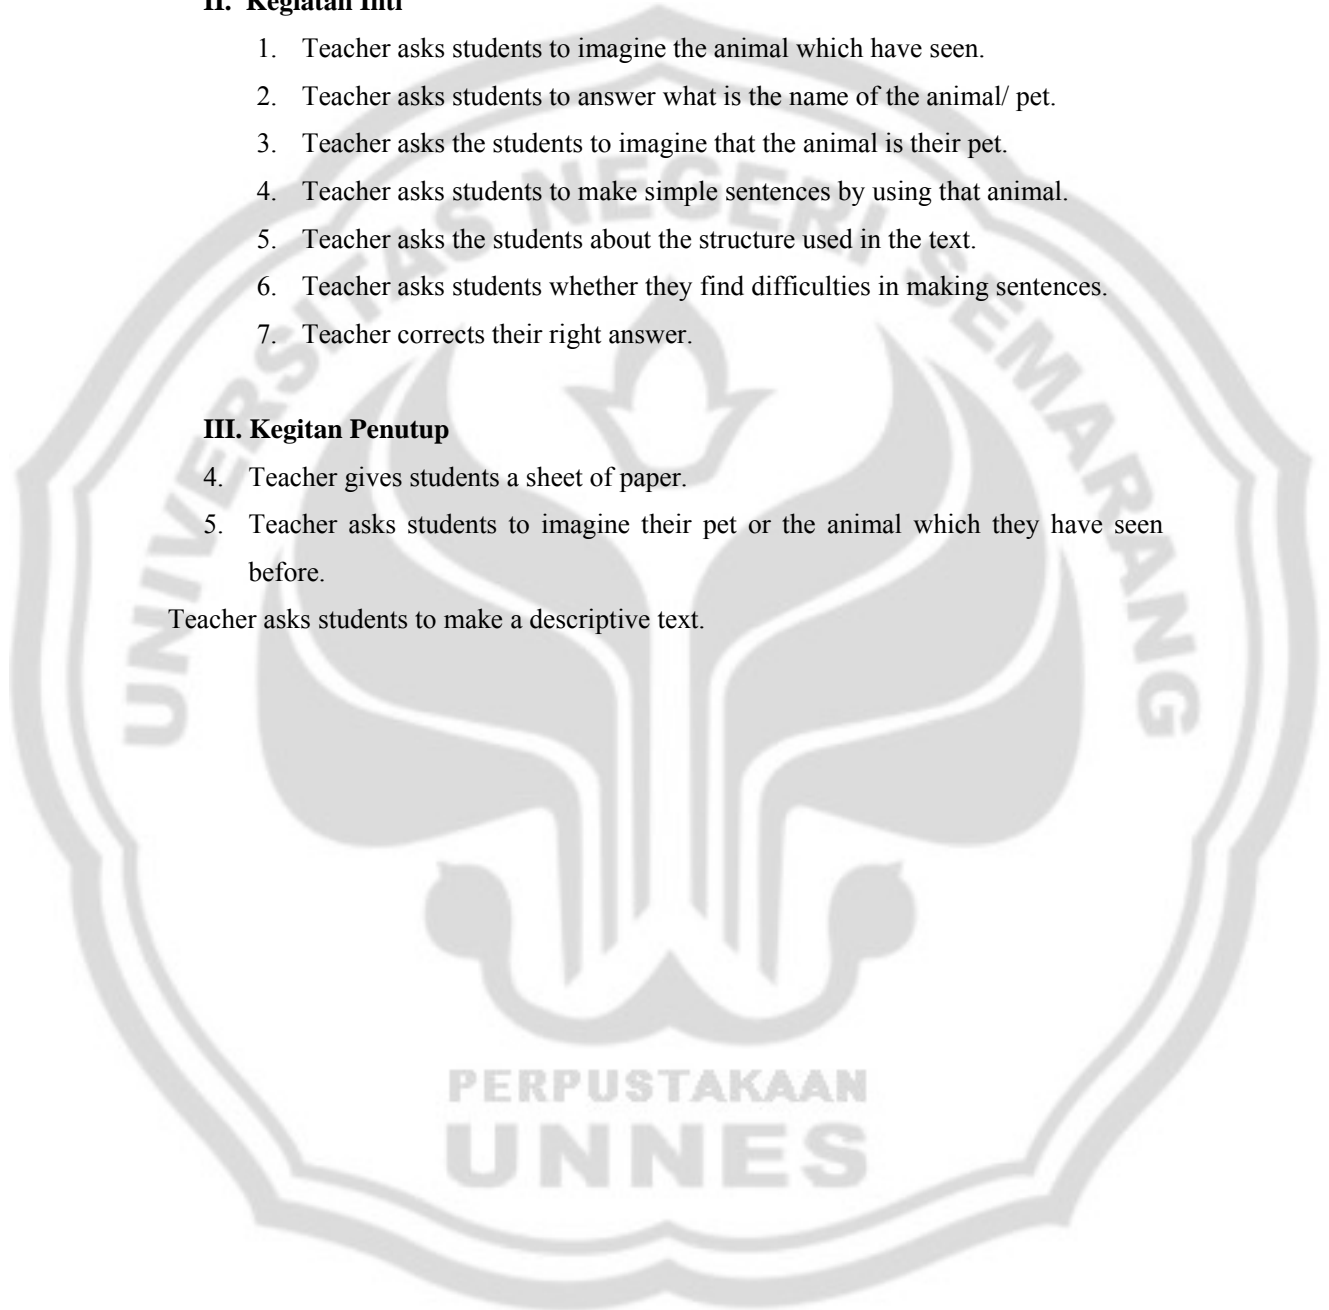 II. Kegiatan Inti
1. Teacher asks students to imagine the animal which have seen.
2. Teacher asks students to answer what is the name of the animal/ pet.
3. Teacher asks the students to imagine that the animal is their pet.
4. Teacher asks students to make simple sentences by using that animal.
5. Teacher asks the students about the structure used in the text.
6. Teacher asks students whether they find difficulties in making sentences.
7. Teacher corrects their right answer.
III. Kegitan Penutup
4. Teacher gives students a sheet of paper.
5. Teacher asks students to imagine their pet or the animal which they have seen
before.
Teacher asks students to make a descriptive text.
UNIVERSITAS NEGERI SEMARANG
PERPUSTAKAAN
UNNES